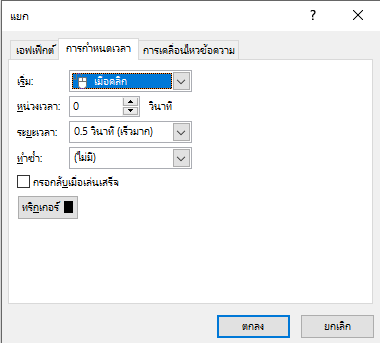 แยก
เอฟเฟ็กต์ การกำหนดเวลา การเคลื่อนไหวข้อความ
เริ่ม: เมื่อคลิก
หน่วงเวลา: 0 วินาที
ระยะเวลา: 0.5 วินาที (เร็วมาก)
ทำซ้ำ: (ไม่มี)
กรอกลับเมื่อเล่นเสร็จ
ทริกเกอร์
ตกลง ยกเลิก